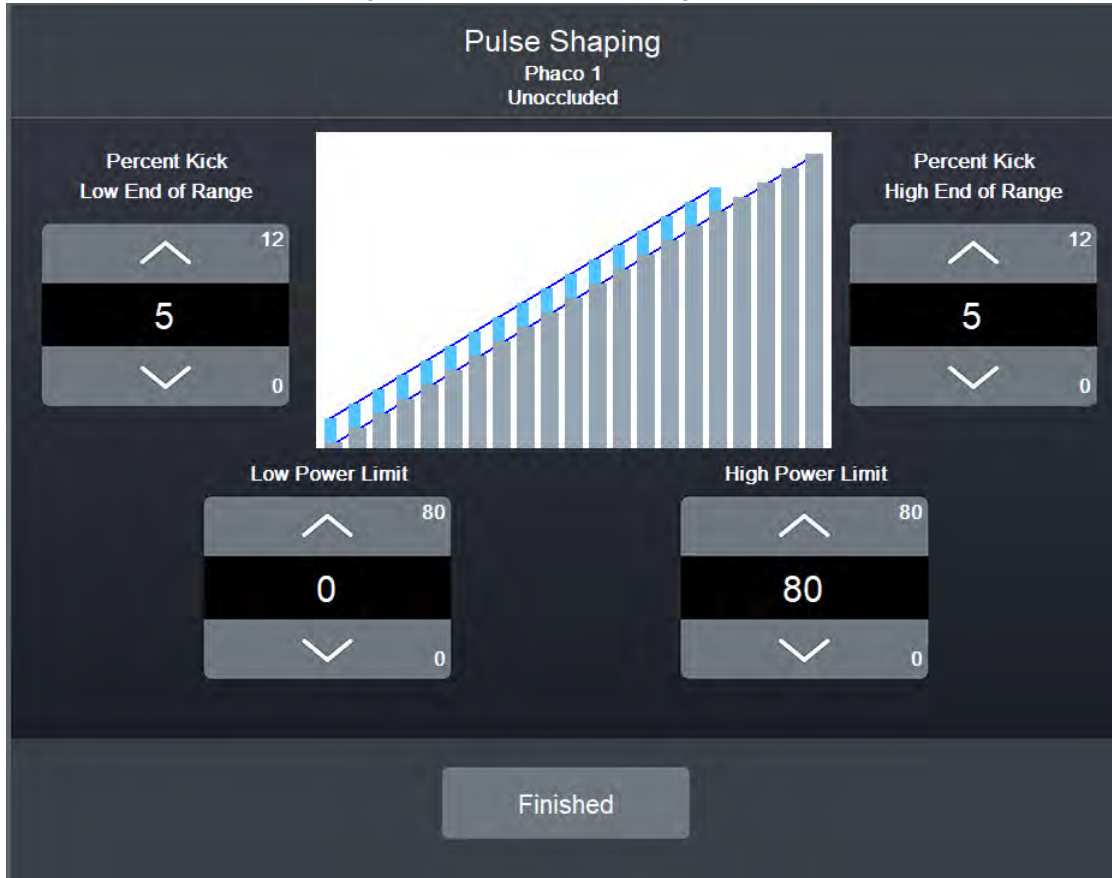 Pulse Shaping
Phaco 1
Unoccluded
Percent Kick
Low End of Range
12
5
0
Percent Kick
High End of Range
12
5
0
Low Power Limit
80
0
0
High Power Limit
80
80
0
Finished